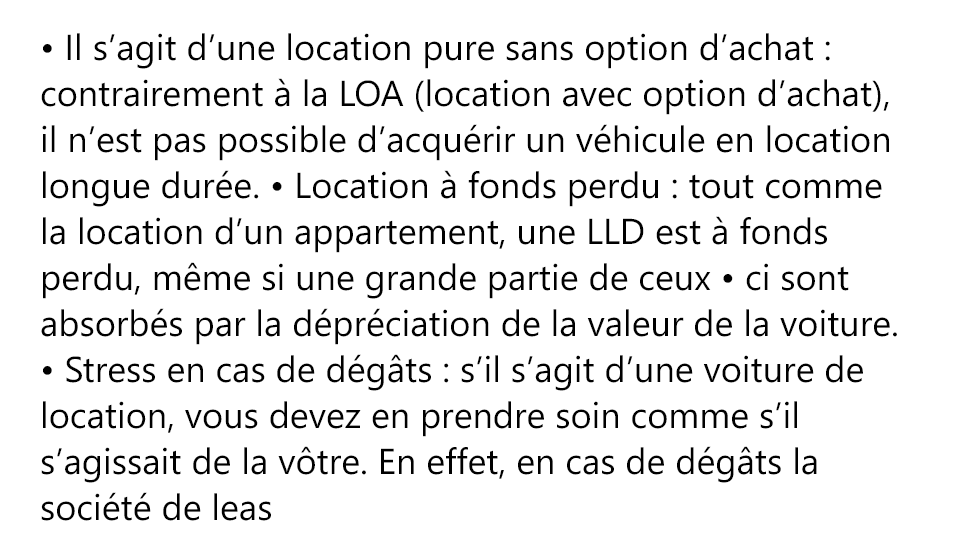 • Il s’agit d’une location pure sans option d’achat :
contrairement à la LOA (location avec option d’achat),
il n’est pas possible d’acquérir un véhicule en location
longue durée. • Location à fonds perdu : tout comme
la location d’un appartement, une LLD est à fonds
perdu, même si une grande partie de ceux • ci sont
absorbés par la dépréciation de la valeur de la voiture.
• Stress en cas de dégâts : s’il s’agit d’une voiture de
location, vous devez en prendre soin comme s’il
s’agissait de la vôtre. En effet, en cas de dégâts la
société de leas